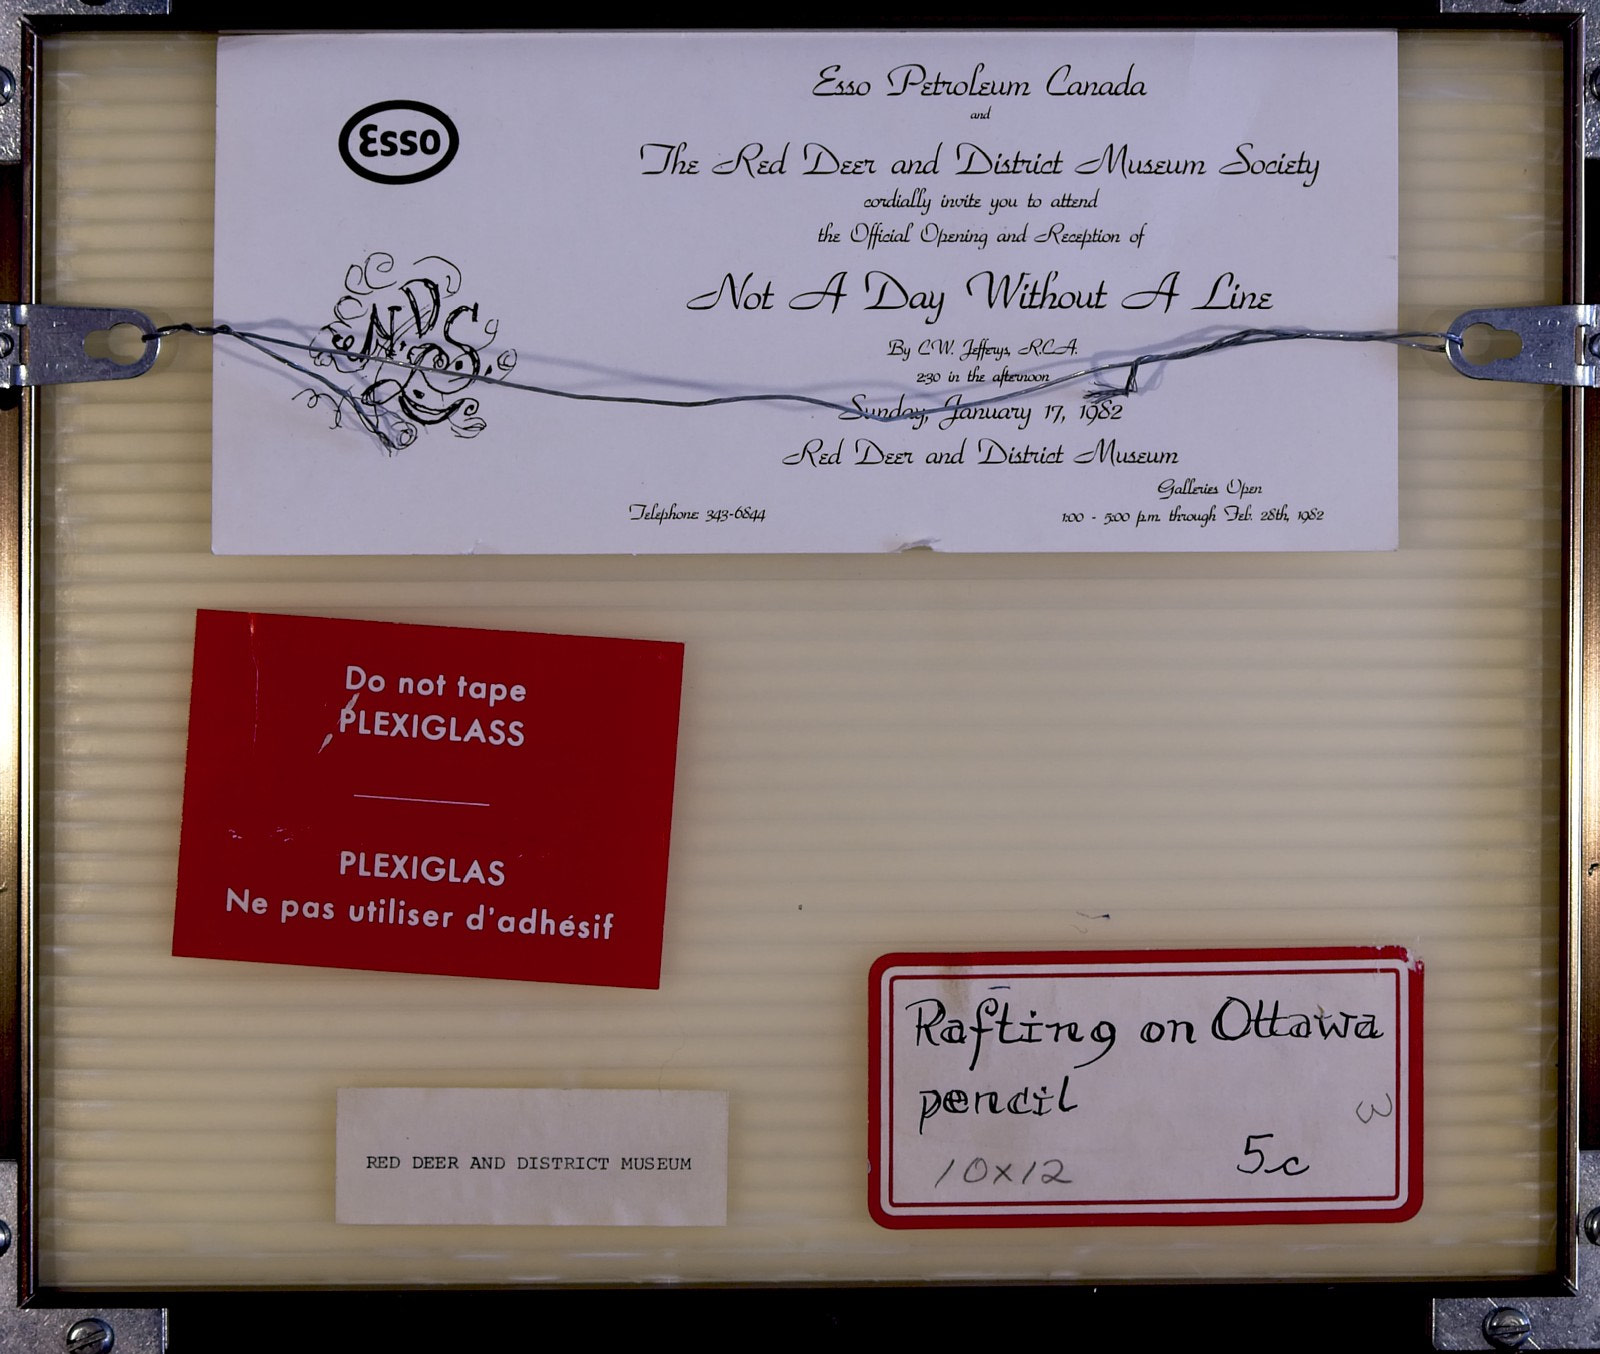 Esso
N.D.S.
Esso Petroleum Canada
and
The Red Deer and District Museum Society
cordially invite you to attend
the Official Opening and Reception of
Not A Day Without A Line
By C.W. Jefferys, R.C.A.
2:30 in the afternoon
Sunday, January 17, 1982
Red Deer and District Museum
Galleries Open
Telephone 343-6844
1:00 - 5:00 p.m. through Feb. 28th, 1982
Do not tape
PLEXIGLASS
PLEXIGLAS
Ne pas utiliser d'adhésif
RED DEER AND DISTRICT MUSEUM
Rafting on Ottawa
pencil
3
5c
10x12